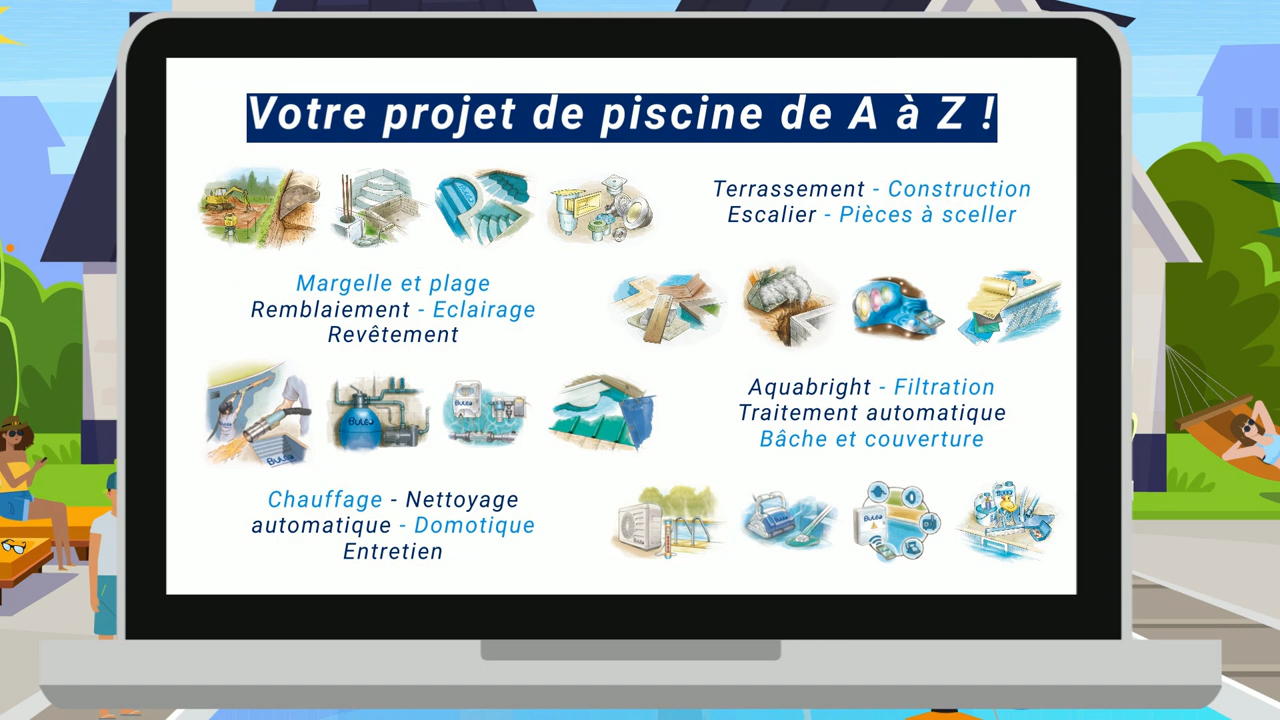 Votre projet de piscine de A à Z !
Terrassement - Construction
Escalier - Pièces à sceller
Margelle et plage
Remblaiement - Eclairage
Revêtement
Aquabright - Filtration
Traitement automatique
Bâche et couverture
Chauffage - Nettoyage
automatique - Domotique
Entretien